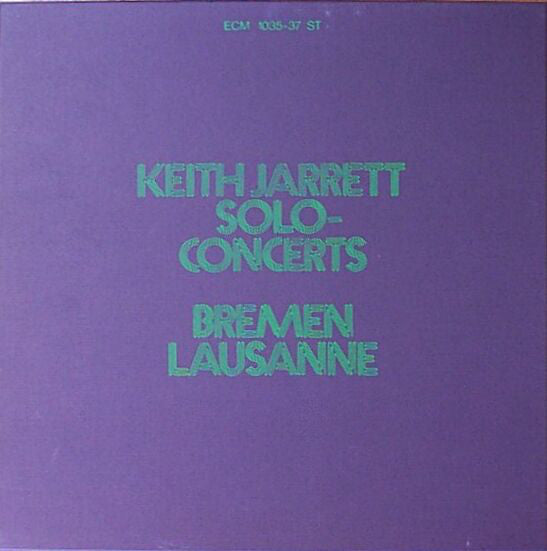 ECM 1035-37 ST
KEITH JARRETT
SOLO-
CONCERTS
BREMEN
LAUSANNE